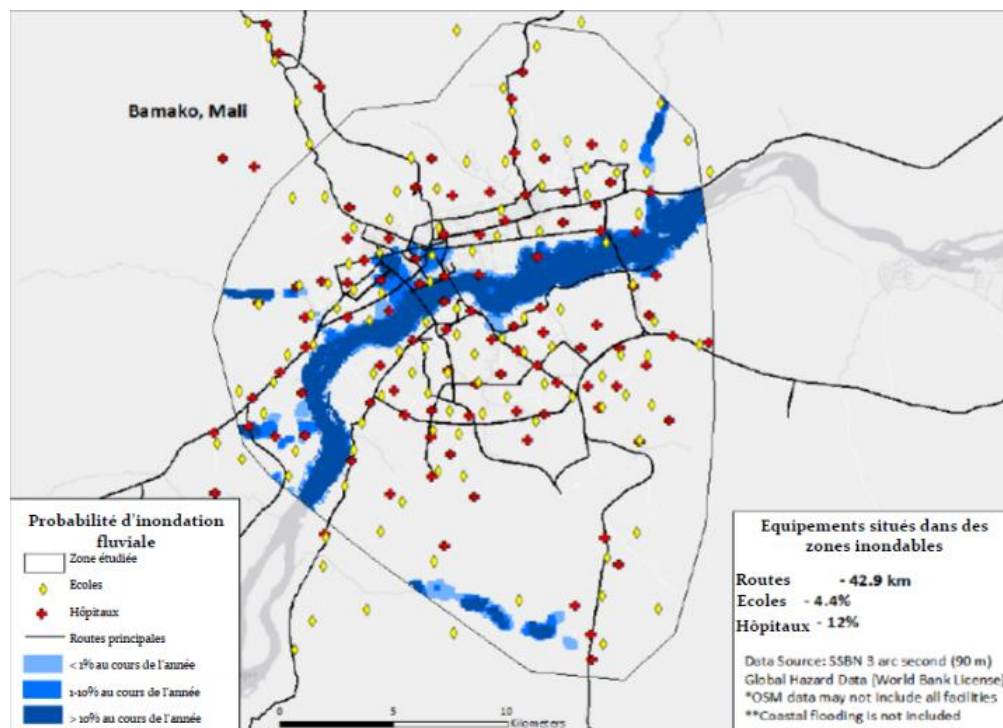 Bamako, Mali
Probabilité d'inondation
fluviale
Zone étudiée
Ecoles
Hôpitaux
Routes principales
< 1% au cours de l'année
1-10% au cours de l'année
> 10% au cours de l'année
0 5 10
Kilometers
Equipements situés dans des
zones inondables
Routes - 42.9 km
Ecoles - 4.4%
Hôpitaux - 12%
Data Source: SSBN 3 arc second (90 m)
Global Hazard Data (World Bank License)
*OSM data may not include all facilities
**Coastal flooding is not included